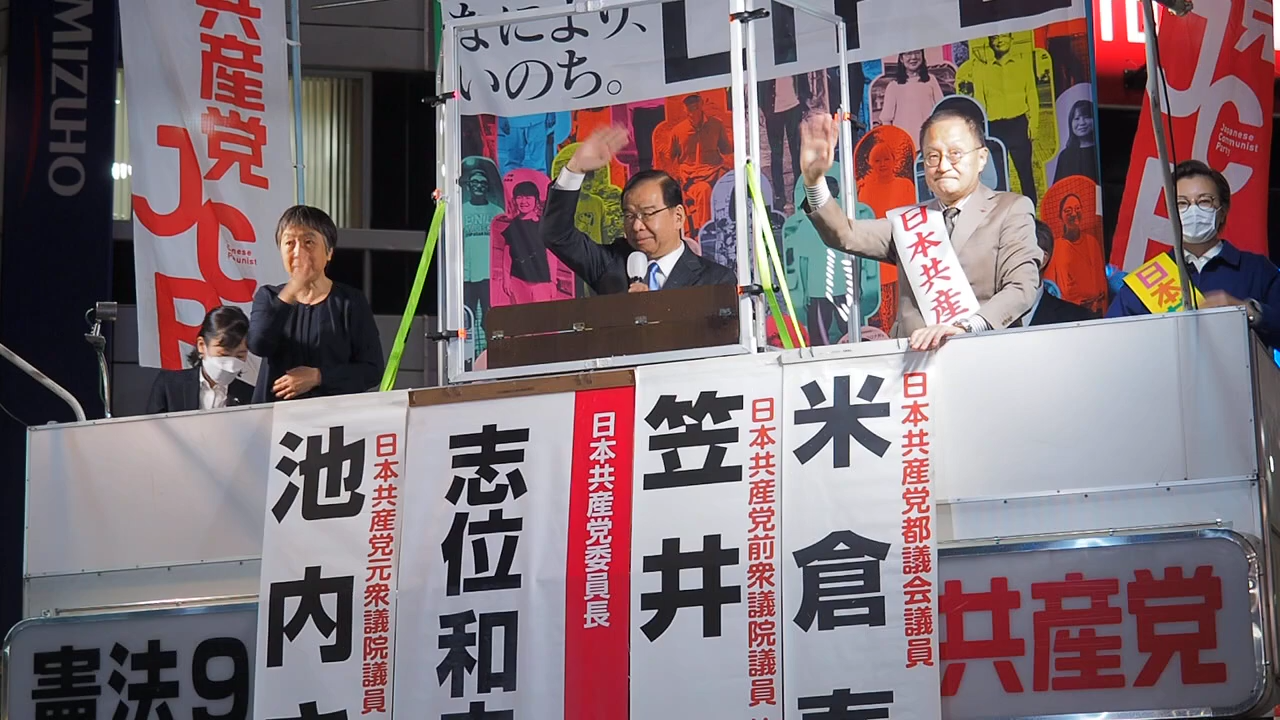 MIZUHO
共産党
JCP
なにより、
いのち。
JCP
Japanese
Communist
Party
日本共産
日本
池内
日本共産党元衆議院議員
志位和
日本共産党委員長
笠井
日本共産党前衆議院議員
米倉
日本共産党都議会議員
憲法9
共産党